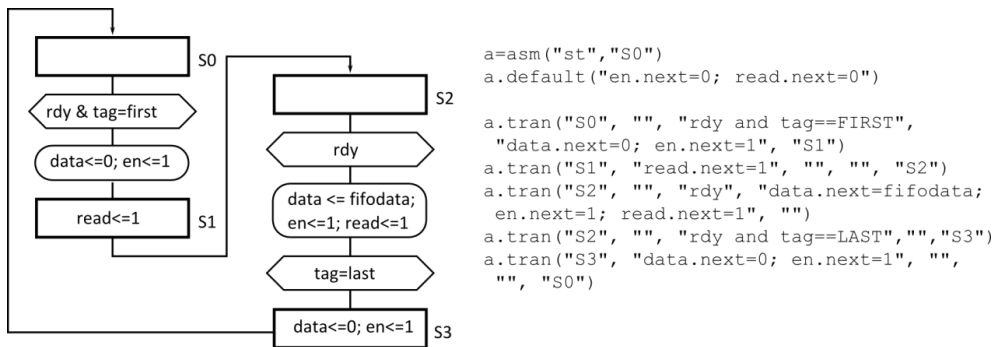 S0
rdy & tag=first
data<=0; en<=1
read<=1
S1
S2
rdy
data <= fifodata;
en<=1; read<=1
tag=last
data<=0; en<=1
S3
a=asm("st","S0")
a.default("en.next=0; read.next=0")
a.tran("S0", "", "rdy and tag==FIRST",
"data.next=0; en.next=1", "S1")
a.tran("S1", "read.next=1", "", "", "S2")
a.tran("S2", "", "rdy", "data.next=fifodata;
en.next=1; read.next=1", "")
a.tran("S2", "", "rdy and tag==LAST","","S3")
a.tran("S3", "data.next=0; en.next=1", "",
"", "S0")